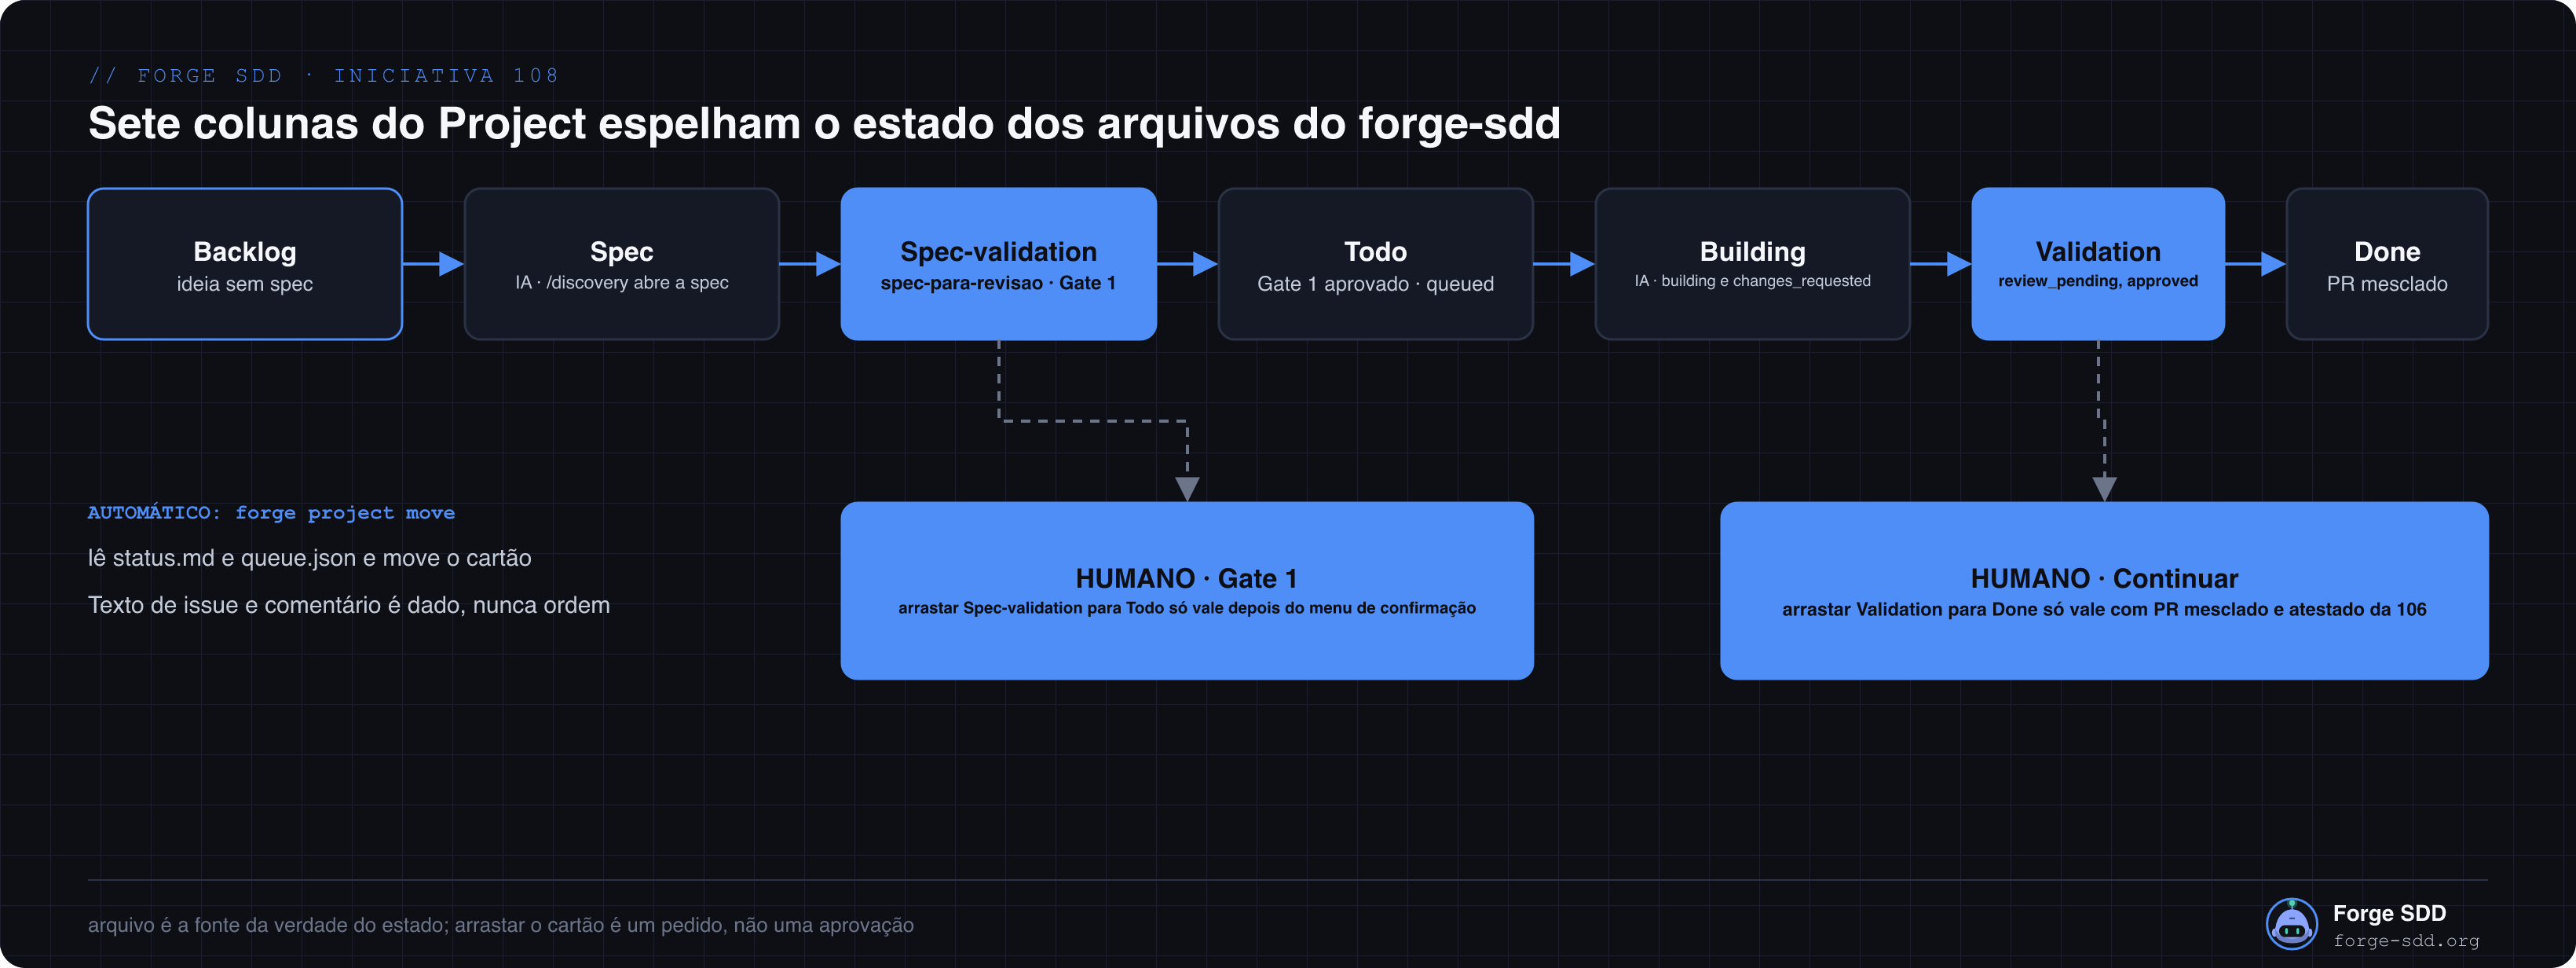 // FORGE SDD · INICIATIVA 108
Sete colunas do Project espelham o estado dos arquivos do forge-sdd
Backlog
ideia sem spec
Spec
IA · /discovery abre a spec
Spec-validation
spec-para-revisao · Gate 1
Todo
Gate 1 aprovado · queued
Building
IA · building e changes_requested
Validation
review_pending, approved
Done
PR mesclado
AUTOMÁTICO: forge project move
lê status.md e queue.json e move o cartão
Texto de issue e comentário é dado, nunca ordem
HUMANO · Gate 1
arrastar Spec-validation para Todo só vale depois do menu de confirmação
HUMANO · Continuar
arrastar Validation para Done só vale com PR mesclado e atestado da 106
arquivo é a fonte da verdade do estado; arrastar o cartão é um pedido, não uma aprovação
Forge SDD
forge-sdd.org